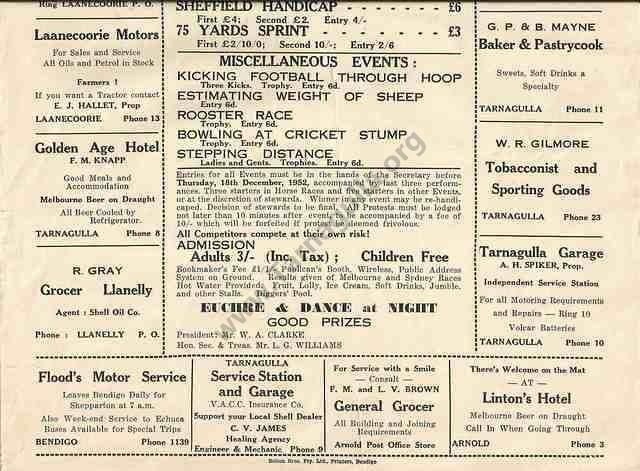 Ring LAANECOORIE P. O.
Laanecoorie Motors
For Sales and Service
All Oils and Petrol in Stock
Farmers !
If you want a Tractor contact
E. J. HALLET, Prop
LAANECOORIE Phone 13
Golden Age Hotel
F. M. KNAPP
Good Meals and
Accommodation
Melbourne Beer on Draught
All Beer Cooled by
Refrigerator.
TARNAGULLA Phone 8
R. GRAY
Grocer Llanelly
Agent : Shell Oil Co.
Phone : LLANELLY P. O.
SHEFFIELD HANDICAP - - - £6
First £4; Second £2. Entry 4/-
75 YARDS SPRINT - - - £3
First £2/10/0; Second 10/-; Entry 2/6
MISCELLANEOUS EVENTS :
KICKING FOOTBALL THROUGH HOOP
Three Kicks. Trophy. Entry 6d.
ESTIMATING WEIGHT OF SHEEP
Entry 6d.
ROOSTER RACE
Trophy. Entry 6d.
BOWLING AT CRICKET STUMP
Trophy. Entry 6d.
STEPPING DISTANCE
Ladies and Gents. Trophies. Entry 6d.
Entries for all Events must be in the hands of the Secretary before
Thursday, 18th December, 1952, accompanied by last three perform-
ances. Three starters in Horse Races and five starters in other Events,
or at the discretion of stewards. Winner of one event may be re-handi-
capped. Decision of stewards to be final. All Protests must be lodged
not later than 10 minutes after event, and accompanied by a fee of
10/- which will be forfeited if protest is deemed frivolous.
All Competitors compete at their own risk!
ADMISSION
Adults 3/- (Inc. Tax) ; Children Free
Bookmaker's Fee £1/1/- Publican's Booth, Wireless, Public Address
System on Ground. Results given of Melbourne and Sydney Races
Hot Water Provided. Fruit, Lolly, Ice Cream, Soft Drinks, Jumble,
and other Stalls. Diggers' Pool.
EUCHRE & DANCE at NIGHT
GOOD PRIZES
President: Mr. W. A. CLARKE
Hon. Sec. & Treas. Mr. L. G. WILLIAMS
G. P. & B. MAYNE
Baker & Pastrycook
Sweets, Soft Drinks a
Specialty
TARNAGULLA Phone 11
W. R. GILMORE
Tobacconist and
Sporting Goods
TARNAGULLA Phone 23
Tarnagulla Garage
A. H. SPIKER, Prop.
Independent Service Station
For all Motoring Requirements
and Repairs — Ring 10
Volcar Batteries
TARNAGULLA Phone 10
Flood's Motor Service
Leaves Bendigo Daily for
Shepparton at 7 a.m.
Also Week-end Service to Echuca
Buses Available for Special Trips
BENDIGO Phone 1139
TARNAGULLA
Service Station
and Garage
V.A.C.C. Insurance Co.
Support your Local Shell Dealer
C. V. JAMES
Healing Agency
Engineer & Mechanic Phone 9
For Service with a Smile
— Consult —
F. M. and L. V. BROWN
General Grocer
All Building and Joining
Requirements
Arnold Post Office Store
There's Welcome on the Mat
— AT —
Linton's Hotel
Melbourne Beer on Draught
Call In When Going Through
ARNOLD Phone 3
Bolton Bros. Pty. Ltd., Printers, Bendigo